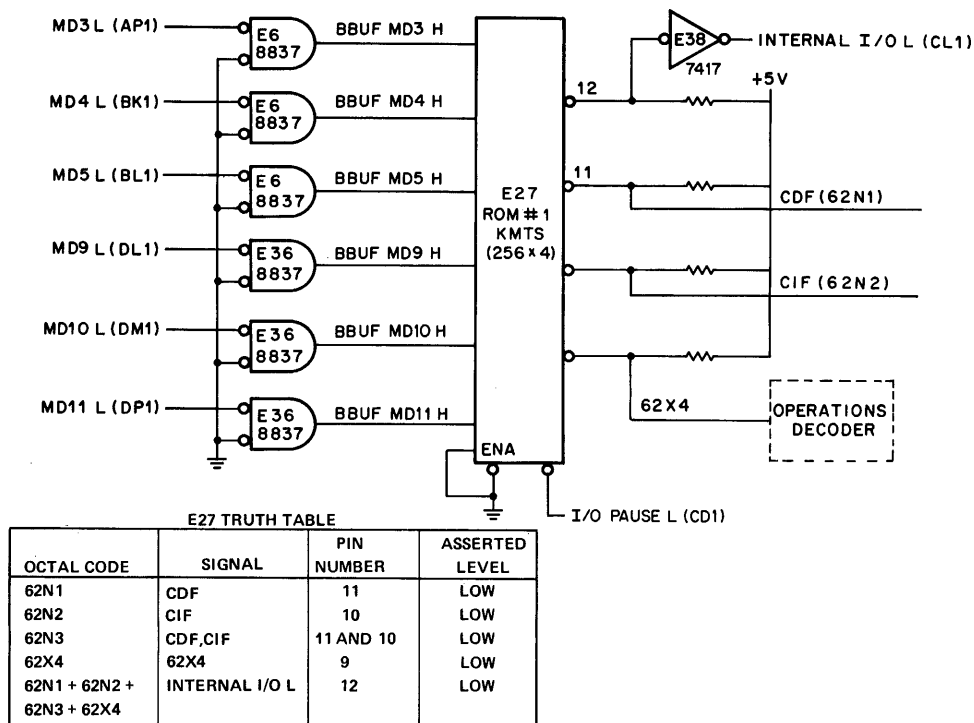 MD3 L (AP1)
E6
8837
BBUF MD3 H
MD4 L (BK1)
E6
8837
BBUF MD4 H
MD5 L (BL1)
E6
8837
BBUF MD5 H
MD9 L (DL1)
E36
8837
BBUF MD9 H
MD10 L (DM1)
E36
8837
BBUF MD10 H
MD11 L (DP1)
E36
8837
BBUF MD11 H
E27
ROM #1
KMTS
(256 x 4)
ENA
12
E38
7417
INTERNAL I/O L (CL1)
+5V
11
CDF (62N1)
CIF (62N2)
62X4
OPERATIONS
DECODER
I/O PAUSE L (CD1)
E27 TRUTH TABLE
OCTAL CODE SIGNAL PIN NUMBER ASSERTED LEVEL
62N1 CDF 11 LOW
62N2 CIF 10 LOW
62N3 CDF,CIF 11 AND 10 LOW
62X4 62X4 9 LOW
62N1 + 62N2 + INTERNAL I/O L 12 LOW
62N3 + 62X4